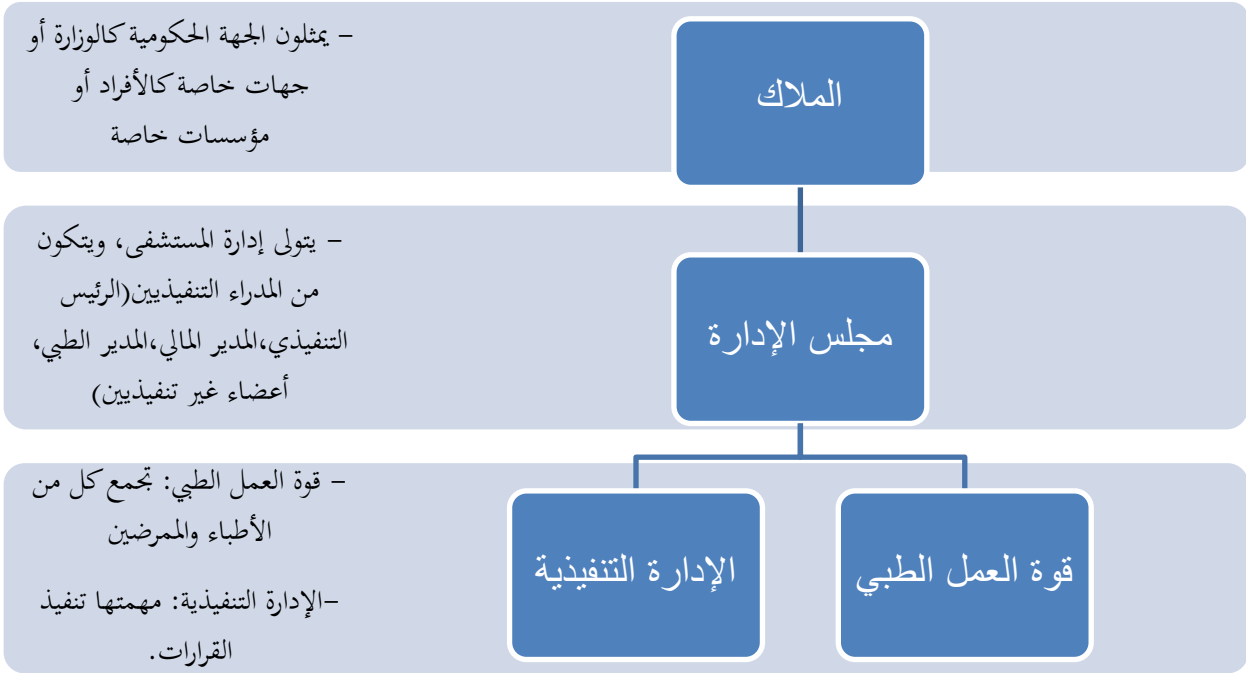 الملاك
– يمثلون الجهة الحكومية كالوزارة أو
جهات خاصة كالأفراد أو
مؤسسات خاصة
مجلس الإدارة
– يتولى إدارة المستشفى، ويتكون
من المدراء التنفيذيين(الرئيس
التنفيذي،المدير المالي،المدير الطبي،
أعضاء غير تنفيذيين)
قوة العمل الطبي
الإدارة التنفيذية
– قوة العمل الطبي: تجمع كل من
الأطباء والممرضين
–الإدارة التنفيذية: مهمتها تنفيذ
القرارات.